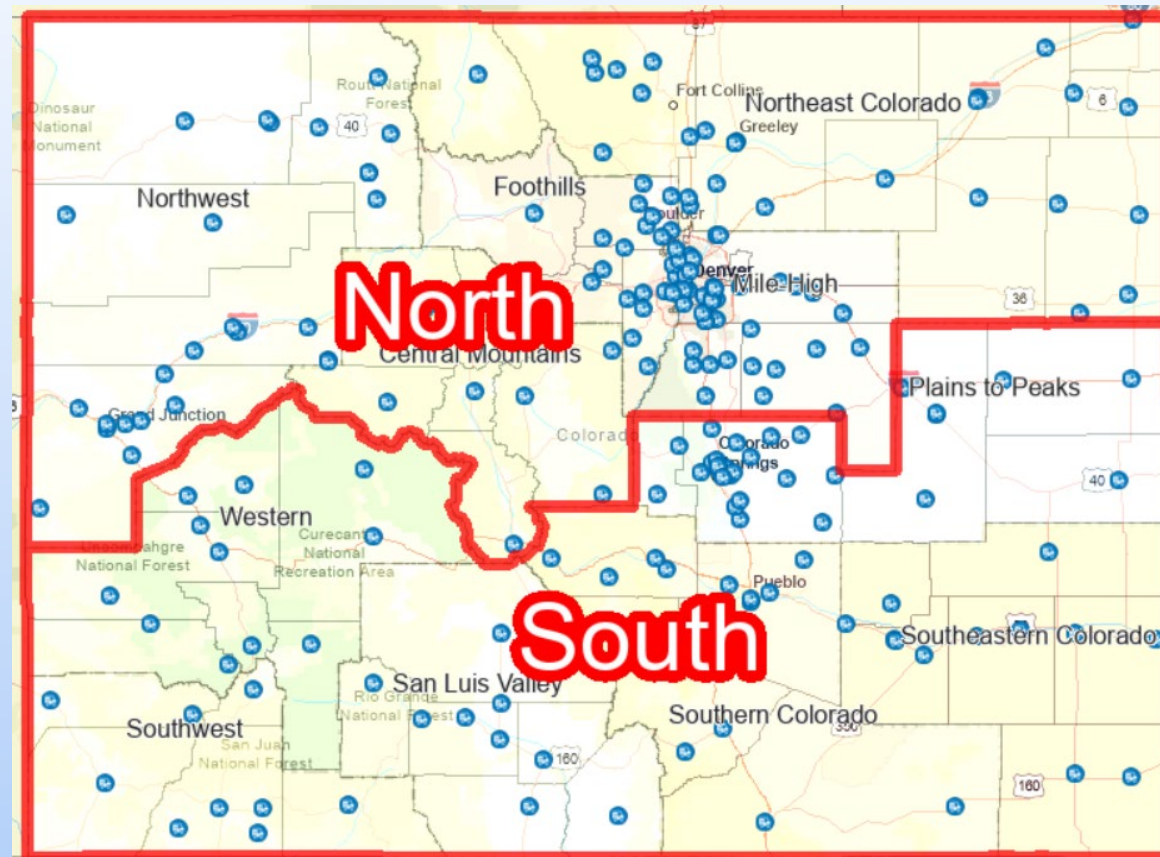 87
Routt National
Forest
Fort Collins
Northeast Colorado
6
Dinosaur
National
Monument
40
Greeley
Northwest
Foothills
Boulder
Denver
Mile-High
North
36
Central Mountains
Plains to Peaks
Grand Junction
Colorado
Colorado
Springs
40
Western
Curecanti
National
Recreation Area
Uncompahgre
National Forest
Pueblo
South
Southeastern Colorado
San Luis Valley
Rio Grande
National Forest
Southern Colorado
350
Southwest
San Juan
National Forest
160
160